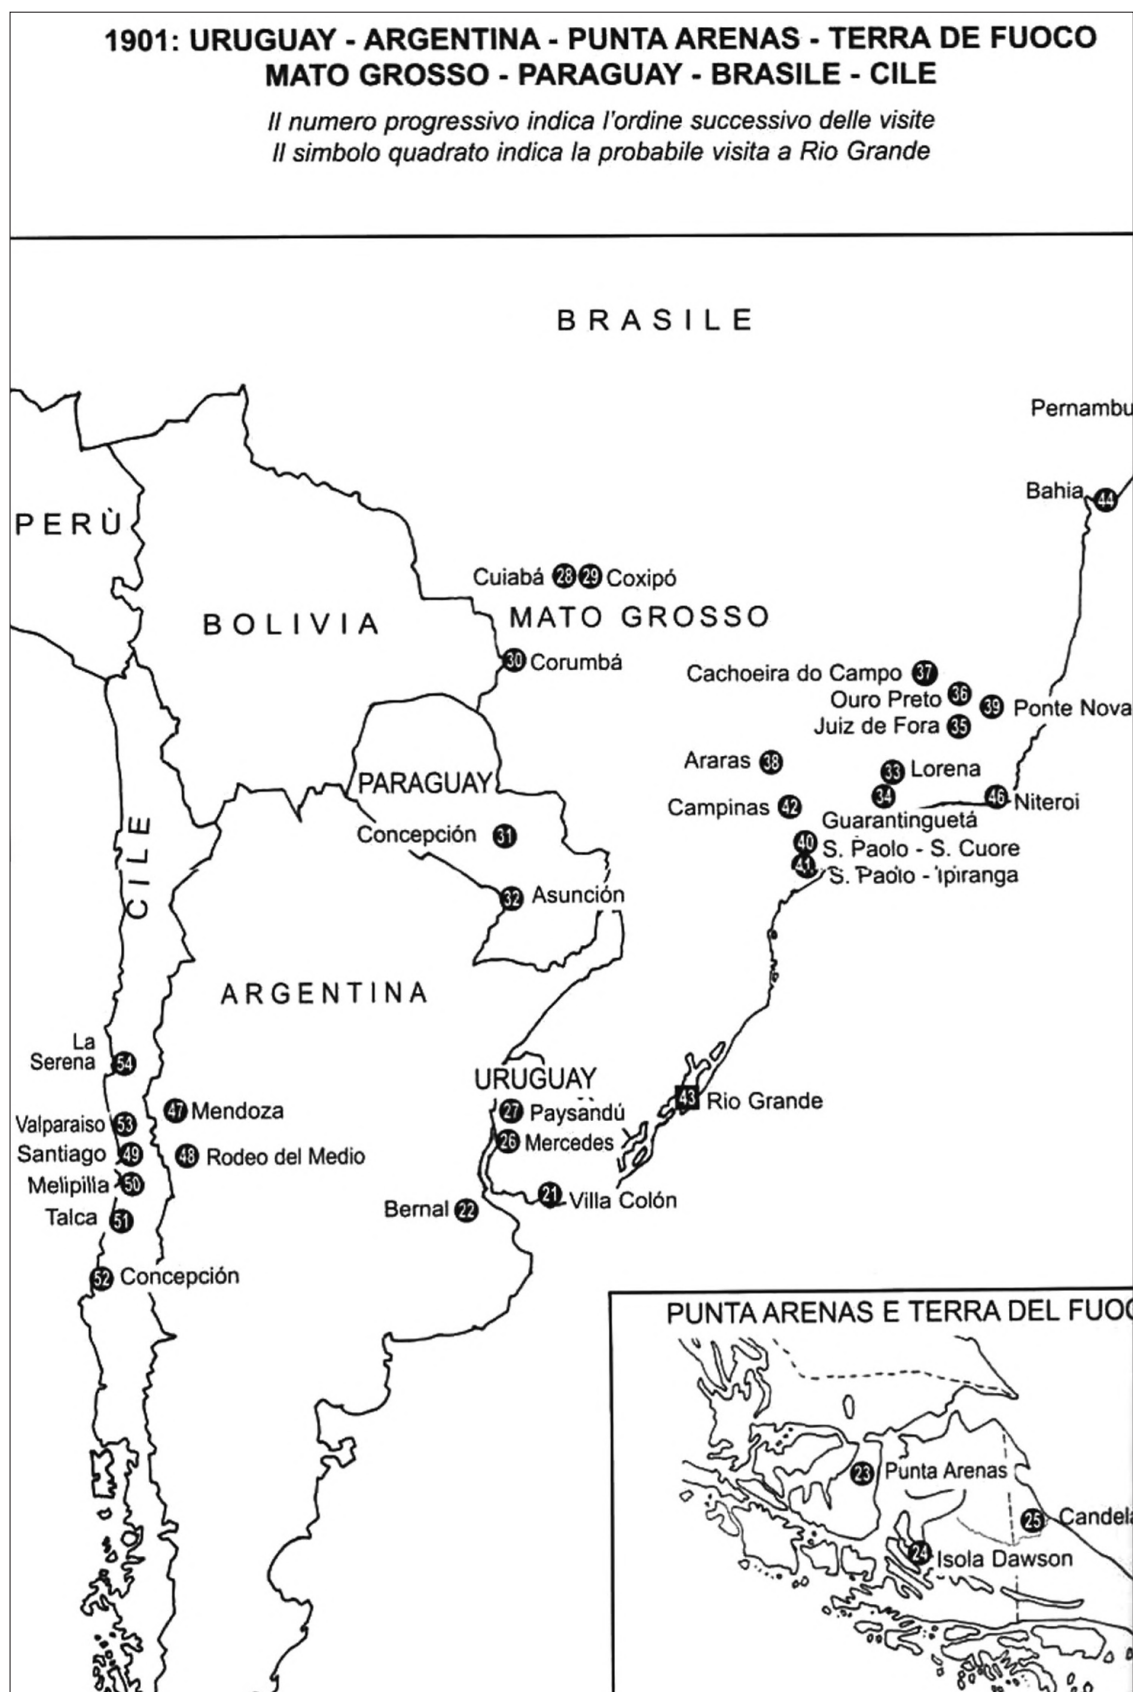 1901: URUGUAY - ARGENTINA - PUNTA ARENAS - TERRA DE FUOCO
MATO GROSSO - PARAGUAY - BRASILE - CILE
Il numero progressivo indica l'ordine successivo delle visite
Il simbolo quadrato indica la probabile visita a Rio Grande
BRASILE
Pernambu
Bahia 44
PERÙ
Cuiabá 28 29 Coxipó
BOLIVIA
MATO GROSSO
30 Corumbá
Cachoeira do Campo 37
Ouro Preto 36
39 Ponte Nova
Juiz de Fora 35
Araras 38
33 Lorena
PARAGUAY
34
46 Niteroi
Campinas 42
Guarantinguetá
CILE
Concepción 31
40 S. Paolo - S. Cuore
41 S. Paolo - Ipiranga
32 Asunción
ARGENTINA
La
Serena 54
URUGUAY
43 Rio Grande
47 Mendoza
27 Paysandú
Valparaiso 53
26 Mercedes
Santiago 49
48 Rodeo del Medio
Melipilla 50
21 Villa Colón
Bernal 22
Talca 51
52 Concepción
PUNTA ARENAS E TERRA DEL FUOC
23 Punta Arenas
25 Candela
24 Isola Dawson